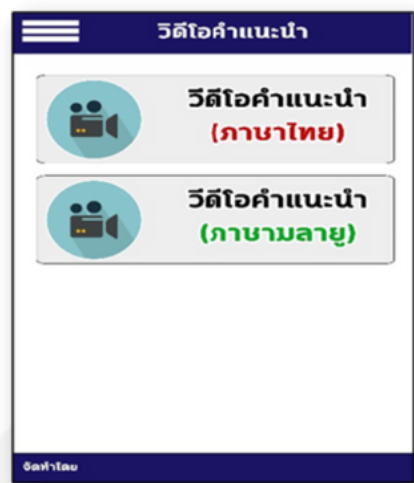 วิดีโอคำแนะนำ
วีดีโอคำแนะนำ
(ภาษาไทย)
วีดีโอคำแนะนำ
(ภาษามลายู)
จัดทำโดย